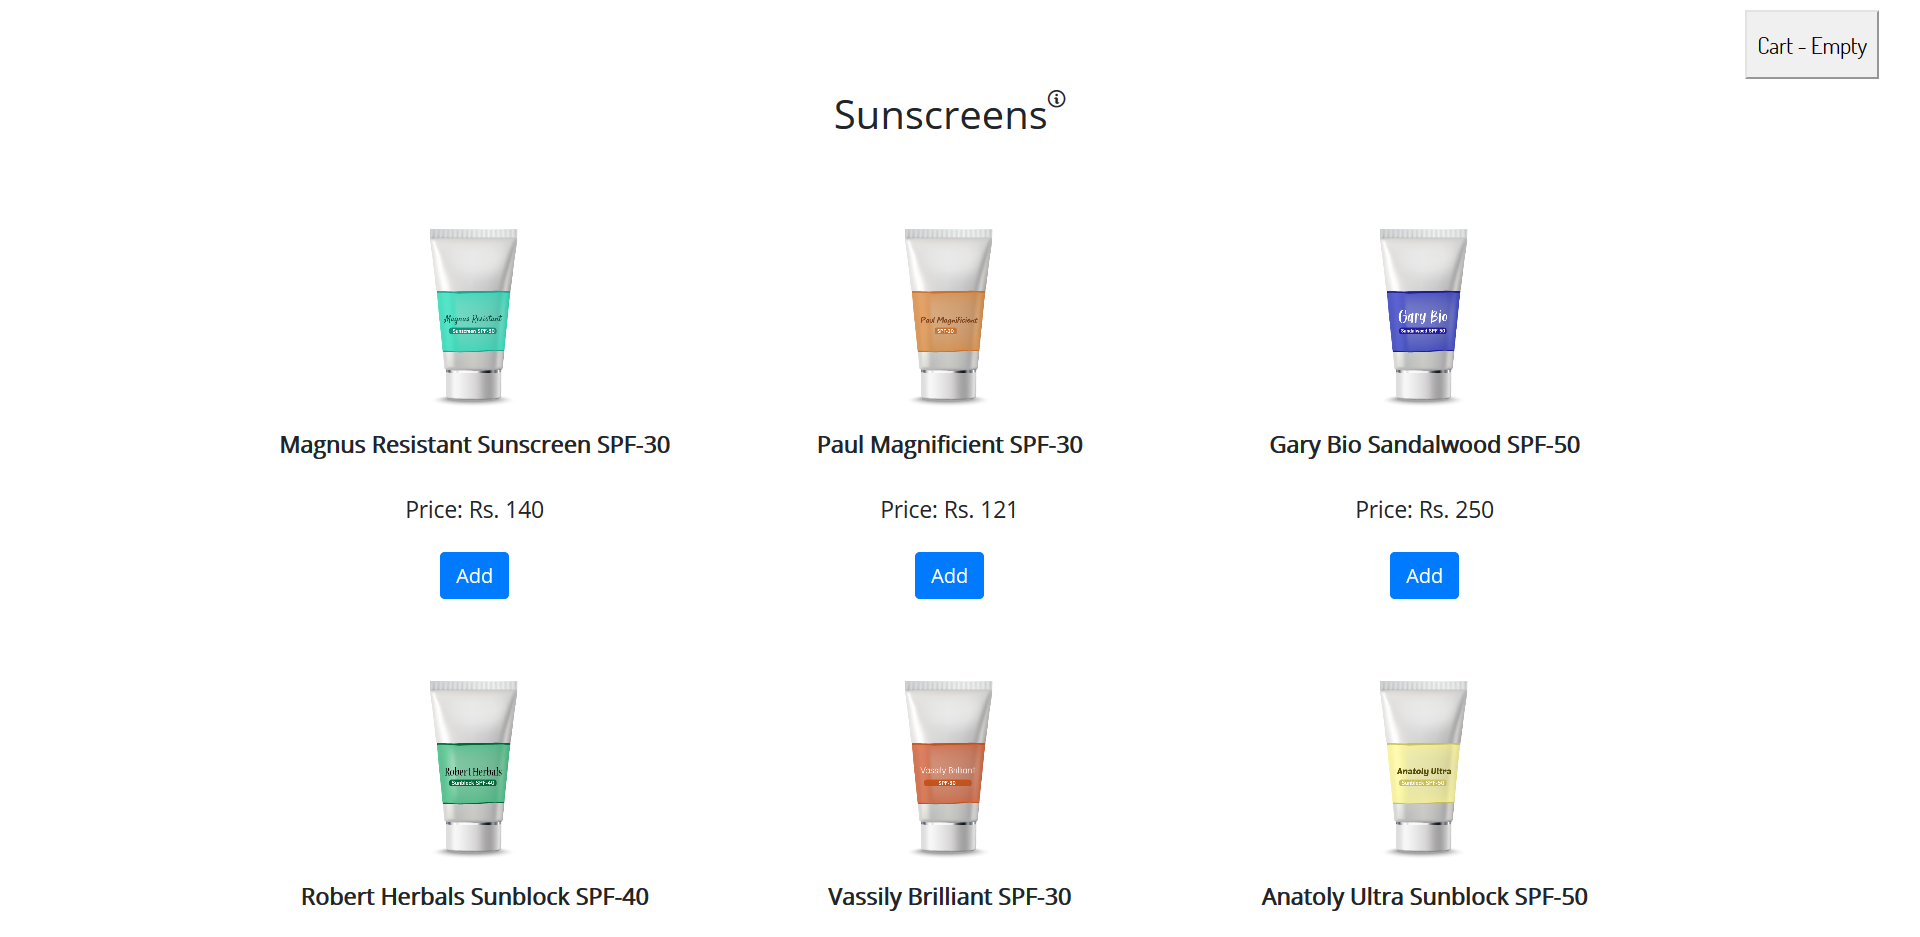 Cart - Empty
Sunscreens
Magnus Resistant
Sunscreen SPF-30
Paul Magnificient
SPF-30
Gary Bio
Sandalwood SPF-50
Magnus Resistant Sunscreen SPF-30
Paul Magnificient SPF-30
Gary Bio Sandalwood SPF-50
Price: Rs. 140
Price: Rs. 121
Price: Rs. 250
Add
Add
Add
Robert Herbals
Sunblock SPF-40
Vassily Brilliant
SPF-30
Anatoly Ultra
Sunblock SPF-50
Robert Herbals Sunblock SPF-40
Vassily Brilliant SPF-30
Anatoly Ultra Sunblock SPF-50